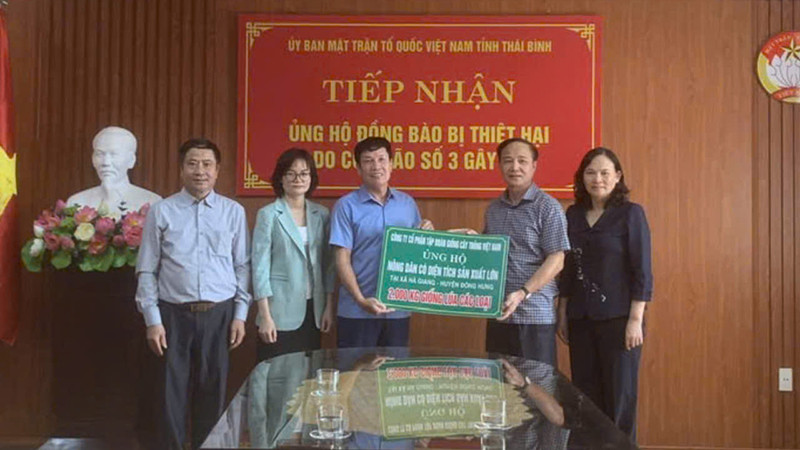 ỦY BAN MẶT TRẬN TỔ QUỐC VIỆT NAM TỈNH THÁI BÌNH
TIẾP NHẬN
ỦNG HỘ ĐỒNG BÀO BỊ THIỆT HẠI
DO CƠN BÃO SỐ 3 GÂY
CÔNG TY CỔ PHẦN TẬP ĐOÀN GIỐNG CÂY TRỒNG VIỆT NAM
ỦNG HỘ
NÔNG DÂN CÓ DIỆN TÍCH SẢN XUẤT LỚN
TẠI XÃ HÀ GIANG - HUYỆN ĐÔNG HƯNG
2.000 KG GIỐNG LÚA CÁC LOẠI